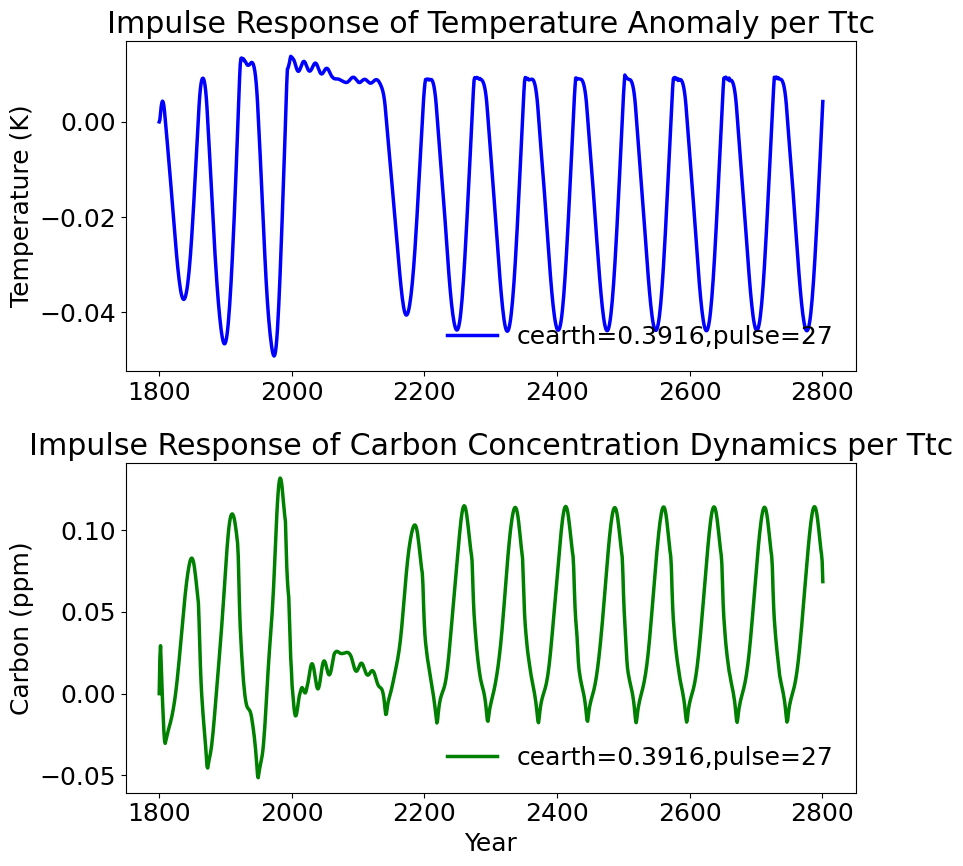 Impulse Response of Temperature Anomaly per Ttc
Temperature (K)
0.00
−0.02
−0.04
cearth=0.3916,pulse=27
1800 2000 2200 2400 2600 2800
Impulse Response of Carbon Concentration Dynamics per Ttc
Carbon (ppm)
0.10
0.05
0.00
−0.05
cearth=0.3916,pulse=27
1800 2000 2200 2400 2600 2800
Year